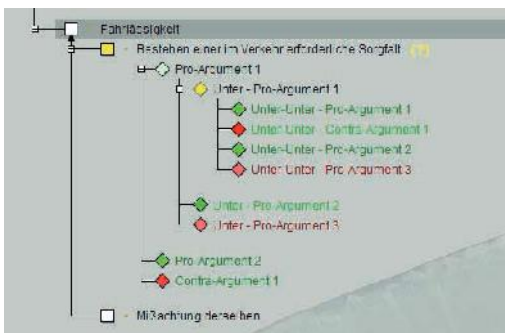 Fahrlässigkeit
- Bestehen einer im Verkehr erforderliche Sorgfalt (?)
Pro-Argument 1
Unter - Pro-Argument 1
Unter-Unter - Pro-Argument 1
Unter-Unter - Contra-Argument 1
Unter-Unter - Pro-Argument 2
Unter-Unter - Pro-Argument 3
Unter - Pro-Argument 2
Unter - Pro-Argument 3
Pro-Argument 2
Contra-Argument 1
- Mißachtung derselben